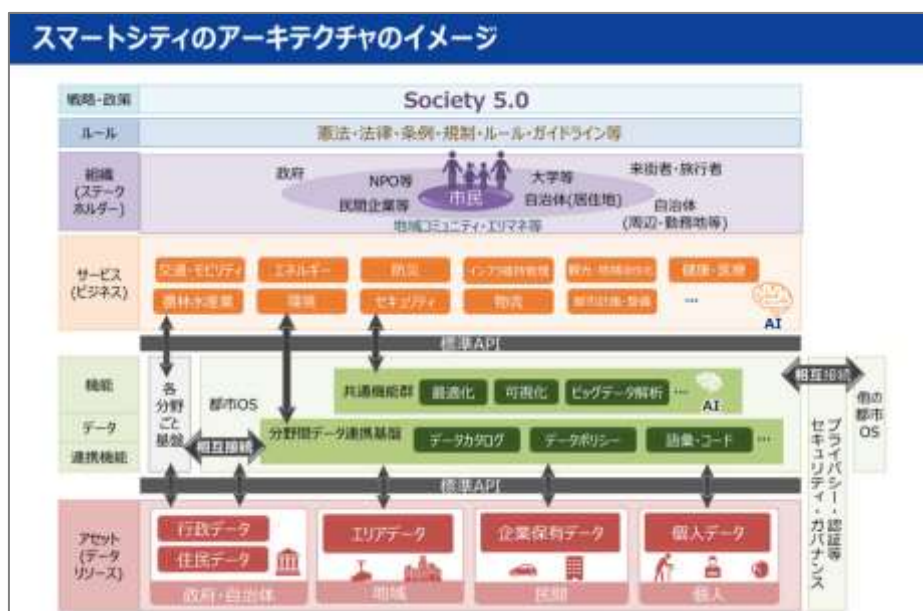 スマートシティのアーキテクチャのイメージ
戦略・政策
Society 5.0
ルール
憲法・法律・条例・規制・ルール・ガイドライン等
組織
(ステーク
ホルダー)
政府
NPO等
民間企業等
市民
大学等
自治体(居住地)
来街者・旅行者
自治体
(周辺・勤務地等)
地域コミュニティ・エリマネ等
サービス
(ビジネス)
交通・モビリティ
エネルギー
防災
インフラ維持管理
観光・地域活性化
健康・医療
農林水産業
環境
セキュリティ
物流
都市計画・整備
…
AI
標準API
機能
データ
連携機能
各
分野
ごと
基盤
都市OS
相互接続
共通機能群
最適化
可視化
ビッグデータ解析
…
AI
分野間データ連携基盤
データカタログ
データポリシー
語彙・コード
…
相互接続
他の
都市
OS
プライバシー・認証等
セキュリティ・ガバナンス
標準API
アセット
(データ
リソース)
行政データ
住民データ
政府・自治体
エリアデータ
地域
企業保有データ
民間
個人データ
個人